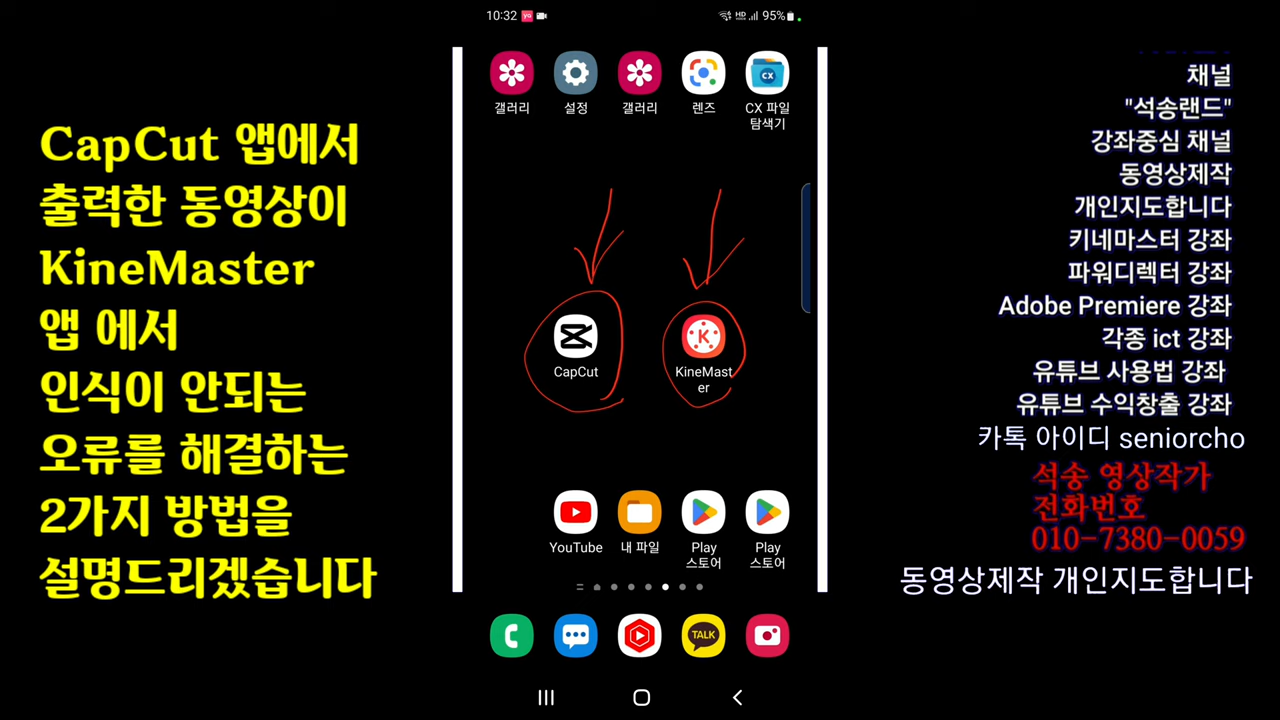 CapCut 앱에서
출력한 동영상이
KineMaster
앱 에서
인식이 안되는
오류를 해결하는
2가지 방법을
설명드리겠습니다
10:32
95%
갤러리
설정
갤러리
렌즈
CX
CX 파일
탐색기
CapCut
KineMast
er
YouTube
내 파일
Play
스토어
Play
스토어
TALK
채널
"석송랜드"
강좌중심 채널
동영상제작
개인지도합니다
키네마스터 강좌
파워디렉터 강좌
Adobe Premiere 강좌
각종 ict 강좌
유튜브 사용법 강좌
유튜브 수익창출 강좌
카톡 아이디 seniorcho
석송 영상작가
전화번호
010-7380-0059
동영상제작 개인지도합니다